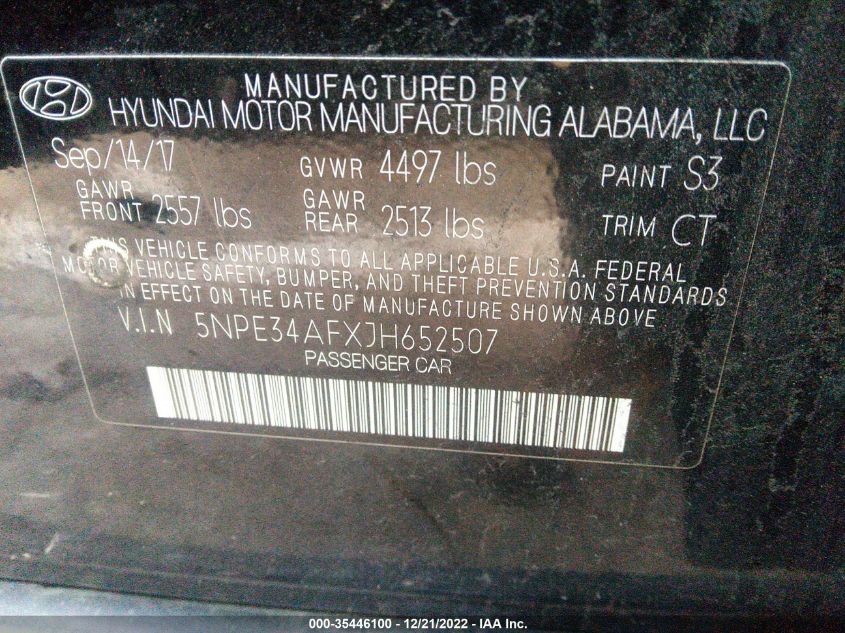 MANUFACTURED BY
HYUNDAI MOTOR MANUFACTURING ALABAMA, LLC
Sep/14/17 GVWR 4497 lbs PAINT S3
GAWR FRONT 2557 lbs GAWR REAR 2513 lbs TRIM CT
THIS VEHICLE CONFORMS TO ALL APPLICABLE U.S.A. FEDERAL
MOTOR VEHICLE SAFETY, BUMPER, AND THEFT PREVENTION STANDARDS
IN EFFECT ON THE DATE OF MANUFACTURE SHOWN ABOVE
V.I.N 5NPE34AFXJH652507
PASSENGER CAR
000-35446100 - 12/21/2022 - IAA Inc.